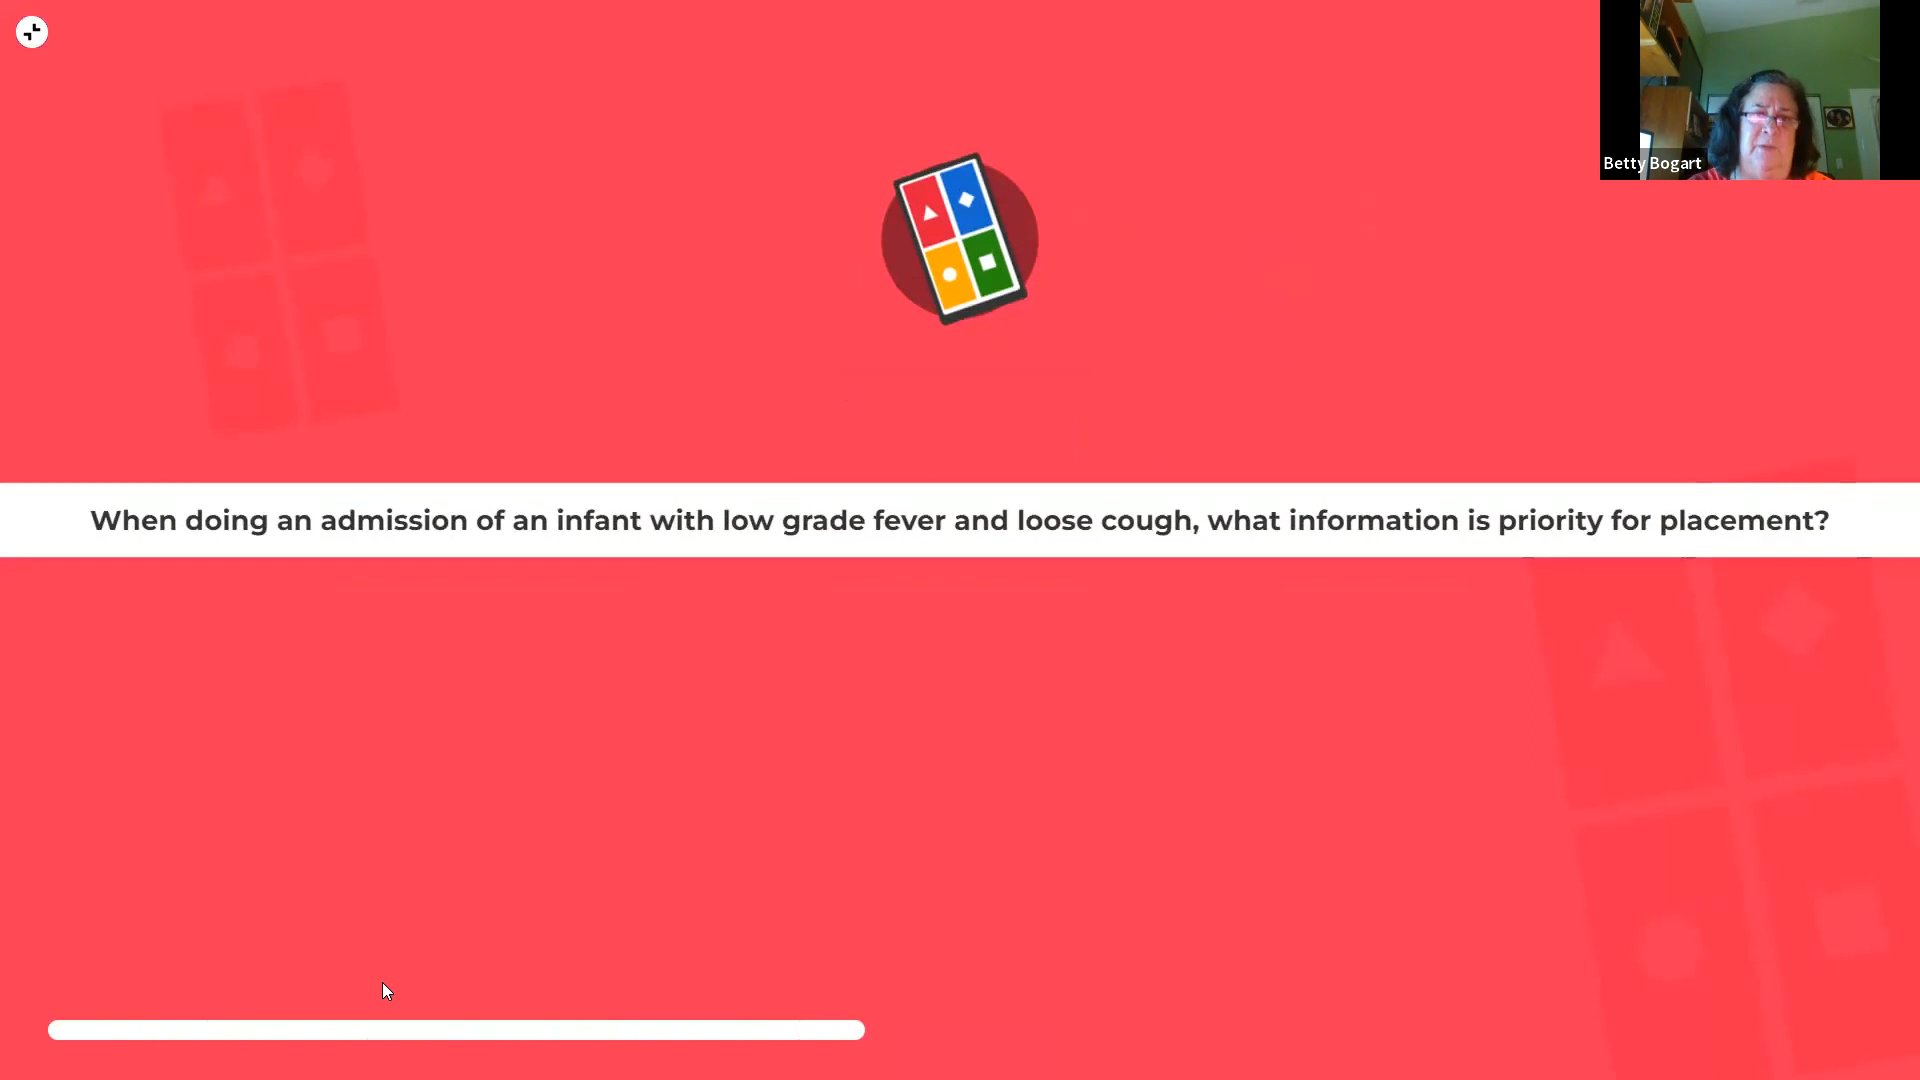 Betty Bogart
When doing an admission of an infant with low grade fever and loose cough, what information is priority for placement?